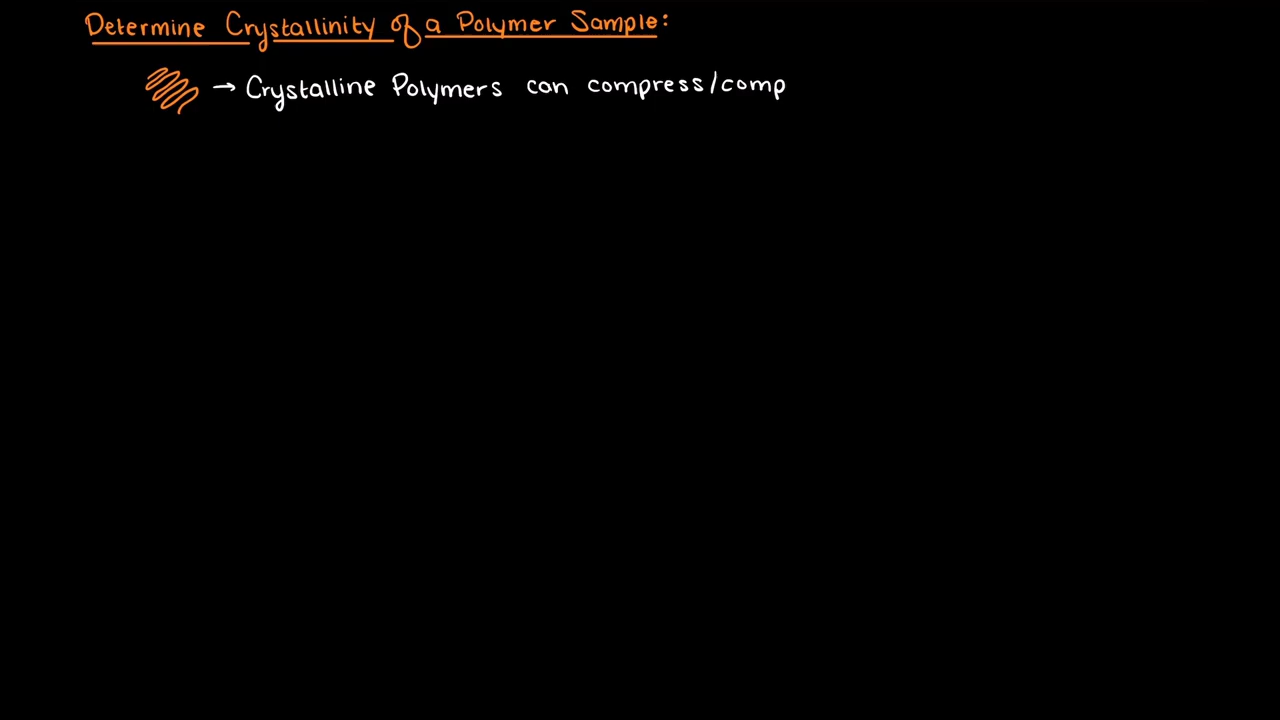 Determine Crystallinity of a Polymer Sample:
→ Crystalline Polymers can compress/comp